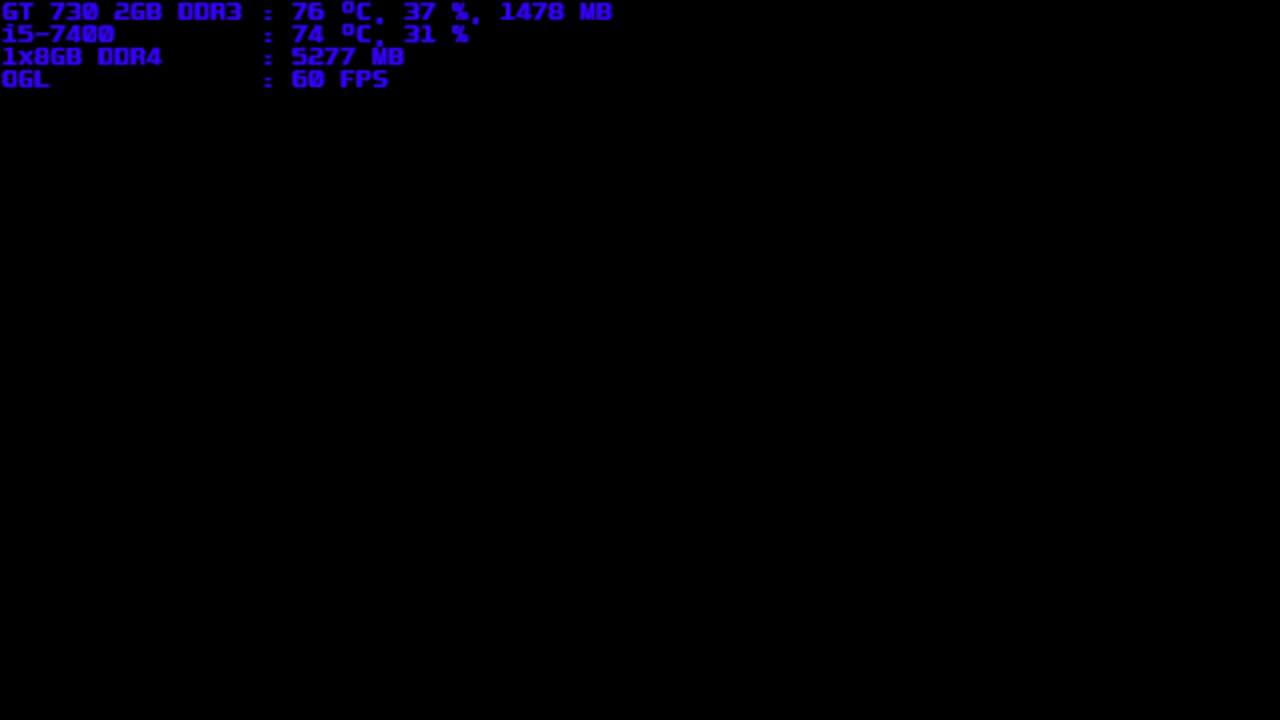 GT 730 2GB DDR3 : 76 ºC, 37 %, 1478 MB
i5-7400 : 74 ºC, 31 %
1x8GB DDR4 : 5277 MB
OGL : 60 FPS